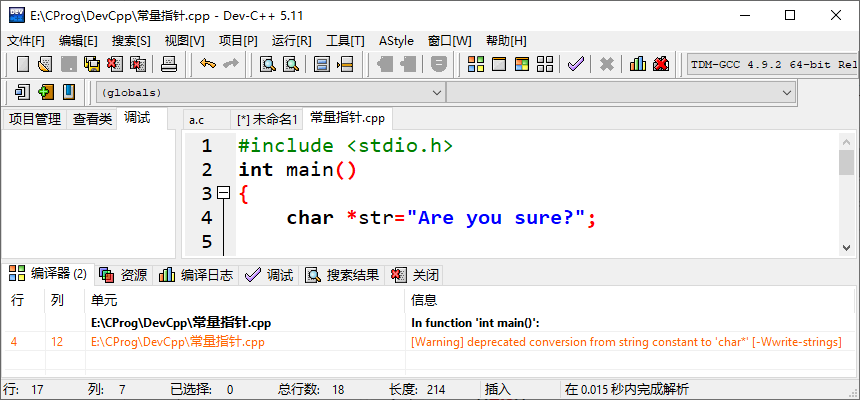 E:\CProg\DevCpp\常量指针.cpp - Dev-C++ 5.11
文件[F] 编辑[E] 搜索[S] 视图[V] 项目[P] 运行[R] 工具[T] AStyle 窗口[W] 帮助[H]
TDM-GCC 4.9.2 64-bit Rel
(globals)
项目管理 查看类 调试 a.c [*] 未命名1 常量指针.cpp
1 #include <stdio.h>
2 int main()
3 {
4 char *str="Are you sure?";
5
编译器 (2) 资源 编译日志 调试 搜索结果 关闭
行 列 单元 信息
E:\CProg\DevCpp\常量指针.cpp In function 'int main()':
4 12 E:\CProg\DevCpp\常量指针.cpp [Warning] deprecated conversion from string constant to 'char*' [-Wwrite-strings]
行: 17 列: 7 已选择: 0 总行数: 18 长度: 214 插入 在 0.015 秒内完成解析